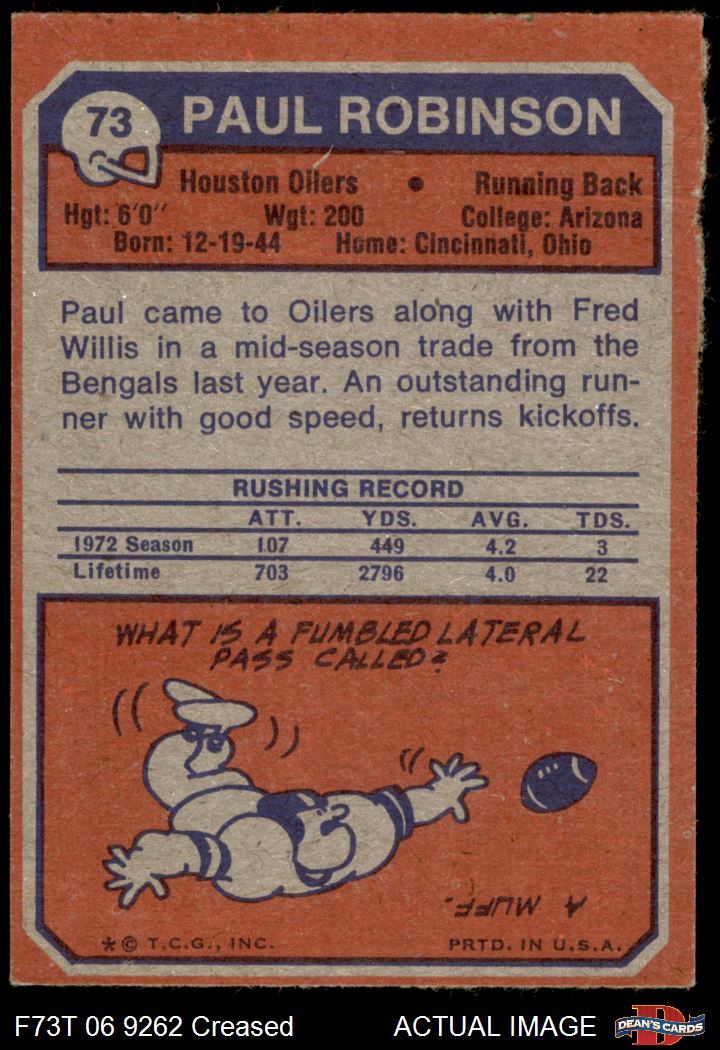 73
PAUL ROBINSON
Houston Oilers • Running Back
Hgt: 6'0" Wgt: 200 College: Arizona
Born: 12-19-44 Home: Cincinnati, Ohio
Paul came to Oilers along with Fred
Willis in a mid-season trade from the
Bengals last year. An outstanding run-
ner with good speed, returns kickoffs.
RUSHING RECORD
ATT. YDS. AVG. TDS.
1972 Season 107 449 4.2 3
Lifetime 703 2796 4.0 22
WHAT IS A FUMBLED LATERAL
PASS CALLED?
A MUFF.
* © T.C.G., INC. PRTD. IN U.S.A.
F73T 06 9262 Creased ACTUAL IMAGE DEAN'S CARDS